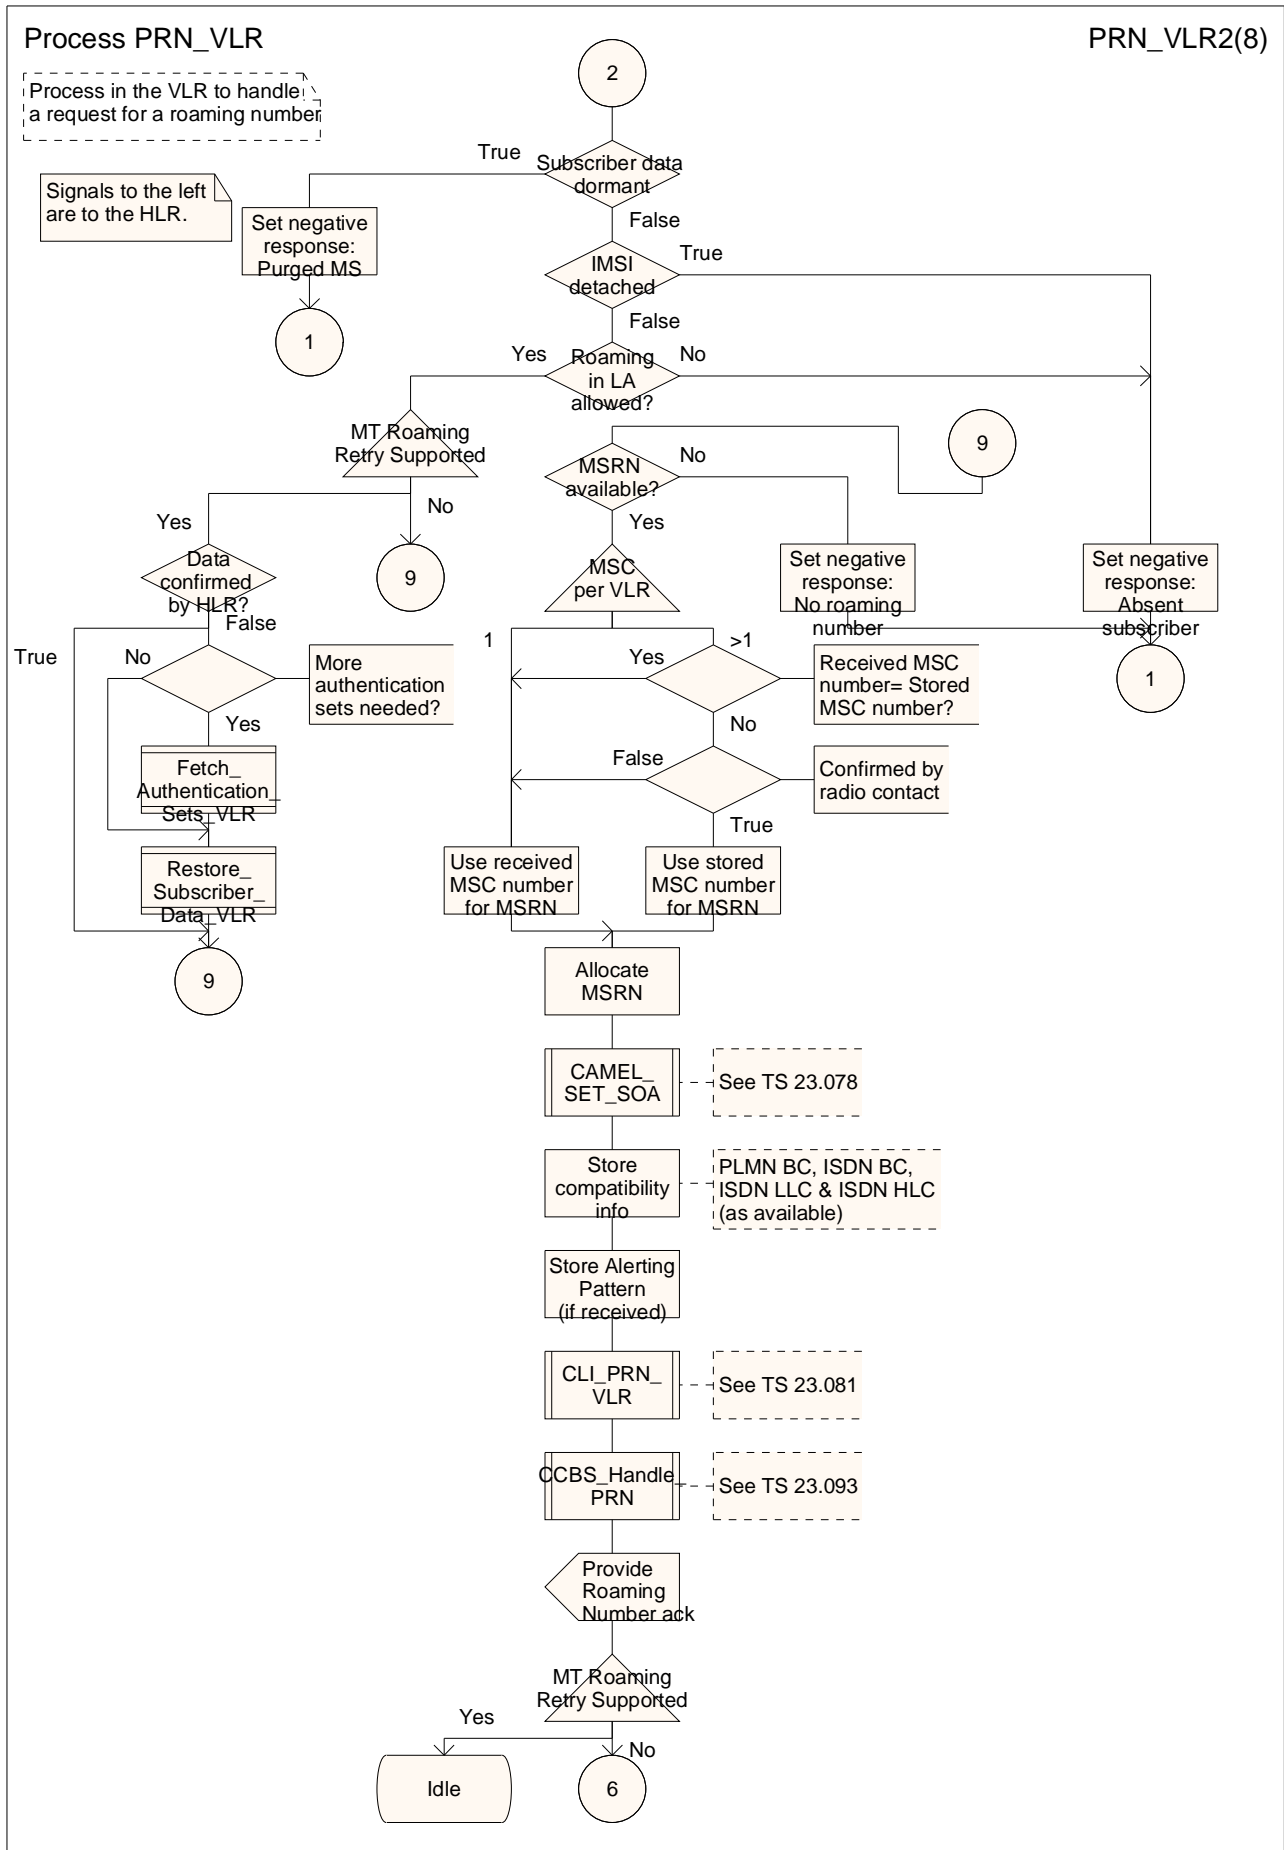 Process PRN_VLR
PRN_VLR2(8)
Process in the VLR to handle
a request for a roaming number
2
Signals to the left
are to the HLR.
True
Subscriber data
dormant
False
Set negative
response:
Purged MS
1
IMSI
detached
True
False
Yes
Roaming
in LA
allowed?
No
MT Roaming
Retry Supported
Yes
No
9
MSRN
available?
No
9
Yes
Data
confirmed
by HLR?
False
True
MSC
per VLR
Set negative
response:
No roaming
number
Set negative
response:
Absent
subscriber
1
No
More
authentication
sets needed?
Yes
1
>1
Yes
Received MSC
number= Stored
MSC number?
No
Fetch_
Authentication_
Sets_VLR
False
Confirmed by
radio contact
True
Restore_
Subscriber_
Data_VLR
9
Use received
MSC number
for MSRN
Use stored
MSC number
for MSRN
Allocate
MSRN
CAMEL_
SET_SOA
See TS 23.078
Store
compatibility
info
PLMN BC, ISDN BC,
ISDN LLC & ISDN HLC
(as available)
Store Alerting
Pattern
(if received)
CLI_PRN_
VLR
See TS 23.081
CCBS_Handle_
PRN
See TS 23.093
Provide
Roaming
Number ack
MT Roaming
Retry Supported
Yes
No
Idle
6